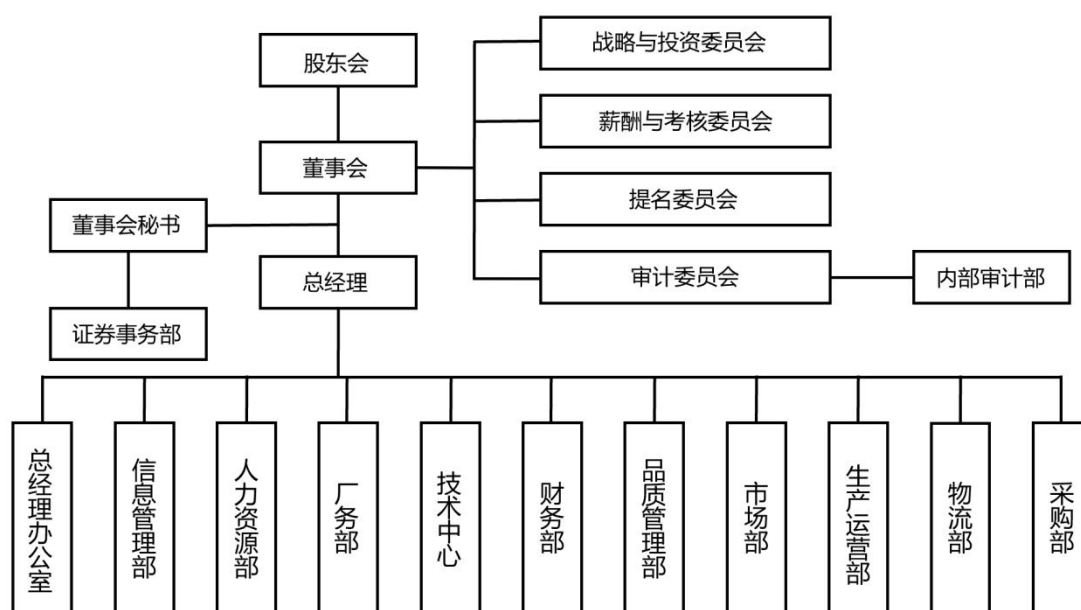 股东会
董事会
战略与投资委员会
薪酬与考核委员会
提名委员会
审计委员会
内部审计部
董事会秘书
证券事务部
总经理
总经理办公室
信息管理部
人力资源部
厂务部
技术中心
财务部
品质管理部
市场部
生产运营部
物流部
采购部